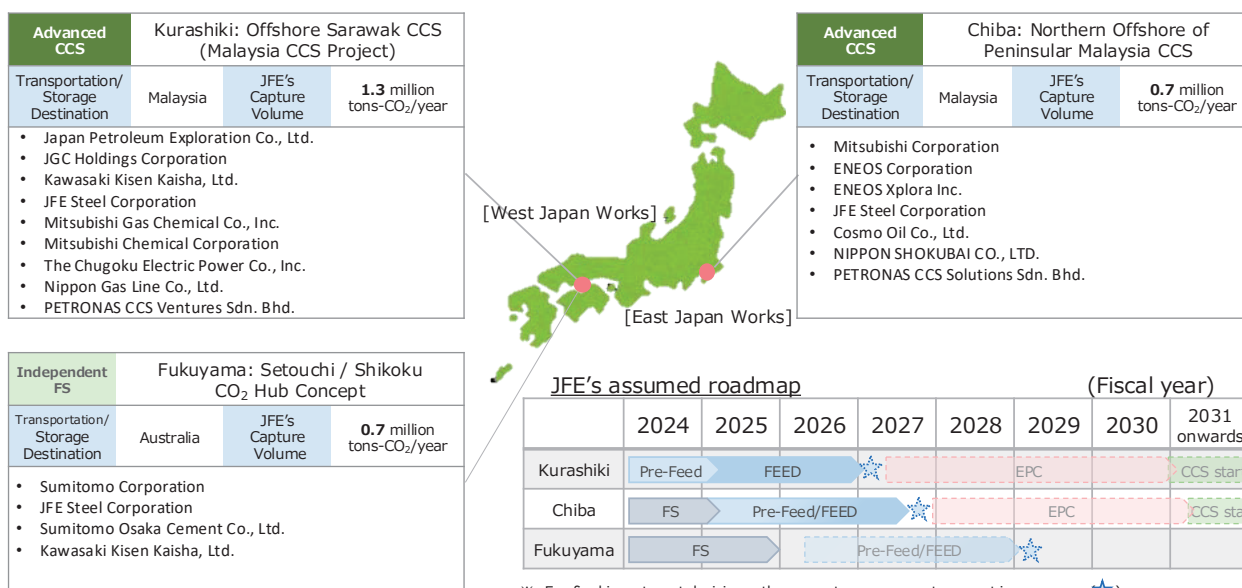 Advanced
CCS
Kurashiki: Offshore Sarawak CCS
(Malaysia CCS Project)
Transportation/
Storage
Destination
Malaysia
JFE's
Capture
Volume
1.3 million
tons-CO₂/year
• Japan Petroleum Exploration Co., Ltd.
• JGC Holdings Corporation
• Kawasaki Kisen Kaisha, Ltd.
• JFE Steel Corporation
• Mitsubishi Gas Chemical Co., Inc.
• Mitsubishi Chemical Corporation
• The Chugoku Electric Power Co., Inc.
• Nippon Gas Line Co., Ltd.
• PETRONAS CCS Ventures Sdn. Bhd.
Advanced
CCS
Chiba: Northern Offshore of
Peninsular Malaysia CCS
Transportation/
Storage
Destination
Malaysia
JFE's
Capture
Volume
0.7 million
tons-CO₂/year
• Mitsubishi Corporation
• ENEOS Corporation
• ENEOS Xplora Inc.
• JFE Steel Corporation
• Cosmo Oil Co., Ltd.
• NIPPON SHOKUBAI CO., LTD.
• PETRONAS CCS Solutions Sdn. Bhd.
[West Japan Works]
[East Japan Works]
Independent
FS
Fukuyama: Setouchi / Shikoku
CO₂ Hub Concept
Transportation/
Storage
Destination
Australia
JFE's
Capture
Volume
0.7 million
tons-CO₂/year
• Sumitomo Corporation
• JFE Steel Corporation
• Sumitomo Osaka Cement Co., Ltd.
• Kawasaki Kisen Kaisha, Ltd.
JFE's assumed roadmap
(Fiscal year)
2024 2025 2026 2027 2028 2029 2030 2031
onwards
Kurashiki Pre-Feed FEED EPC CCS start
Chiba FS Pre-Feed/FEED EPC CCS sta
Fukuyama FS Pre-Feed/FEED